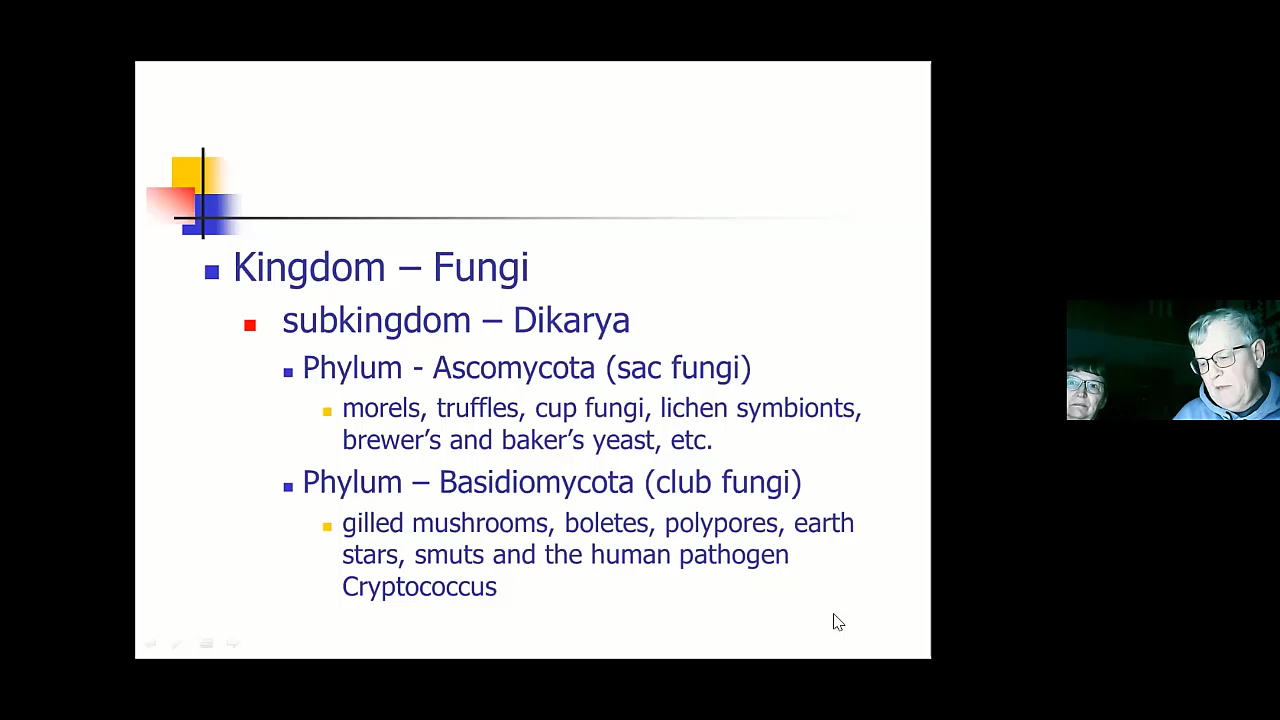 Kingdom – Fungi
subkingdom – Dikarya
Phylum - Ascomycota (sac fungi)
morels, truffles, cup fungi, lichen symbionts,
brewer’s and baker’s yeast, etc.
Phylum – Basidiomycota (club fungi)
gilled mushrooms, boletes, polypores, earth
stars, smuts and the human pathogen
Cryptococcus